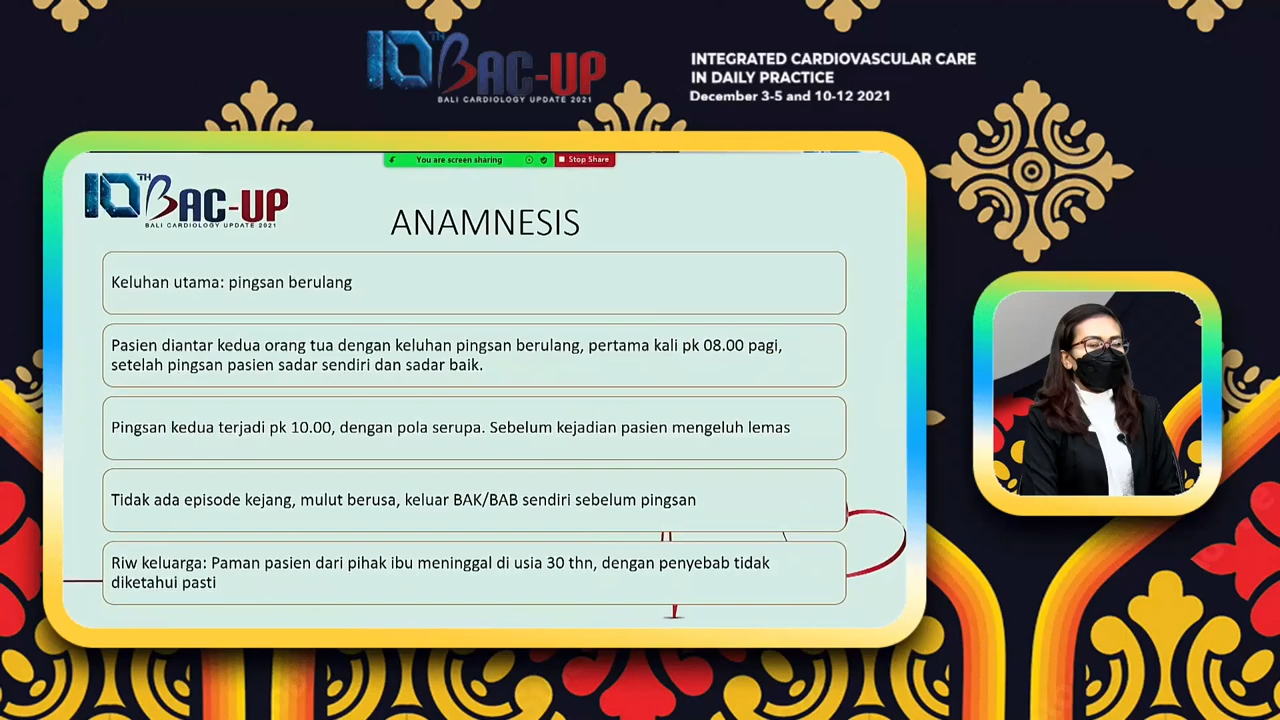 10TH BAC-UP
BALI CARDIOLOGY UPDATE 2021
INTEGRATED CARDIOVASCULAR CARE
IN DAILY PRACTICE
December 3-5 and 10-12 2021
You are screen sharing
Stop Share
10TH BAC-UP
BALI CARDIOLOGY UPDATE 2021
ANAMNESIS
Keluhan utama: pingsan berulang
Pasien diantar kedua orang tua dengan keluhan pingsan berulang, pertama kali pk 08.00 pagi,
setelah pingsan pasien sadar sendiri dan sadar baik.
Pingsan kedua terjadi pk 10.00, dengan pola serupa. Sebelum kejadian pasien mengeluh lemas
Tidak ada episode kejang, mulut berusa, keluar BAK/BAB sendiri sebelum pingsan
Riw keluarga: Paman pasien dari pihak ibu meninggal di usia 30 thn, dengan penyebab tidak
diketahui pasti